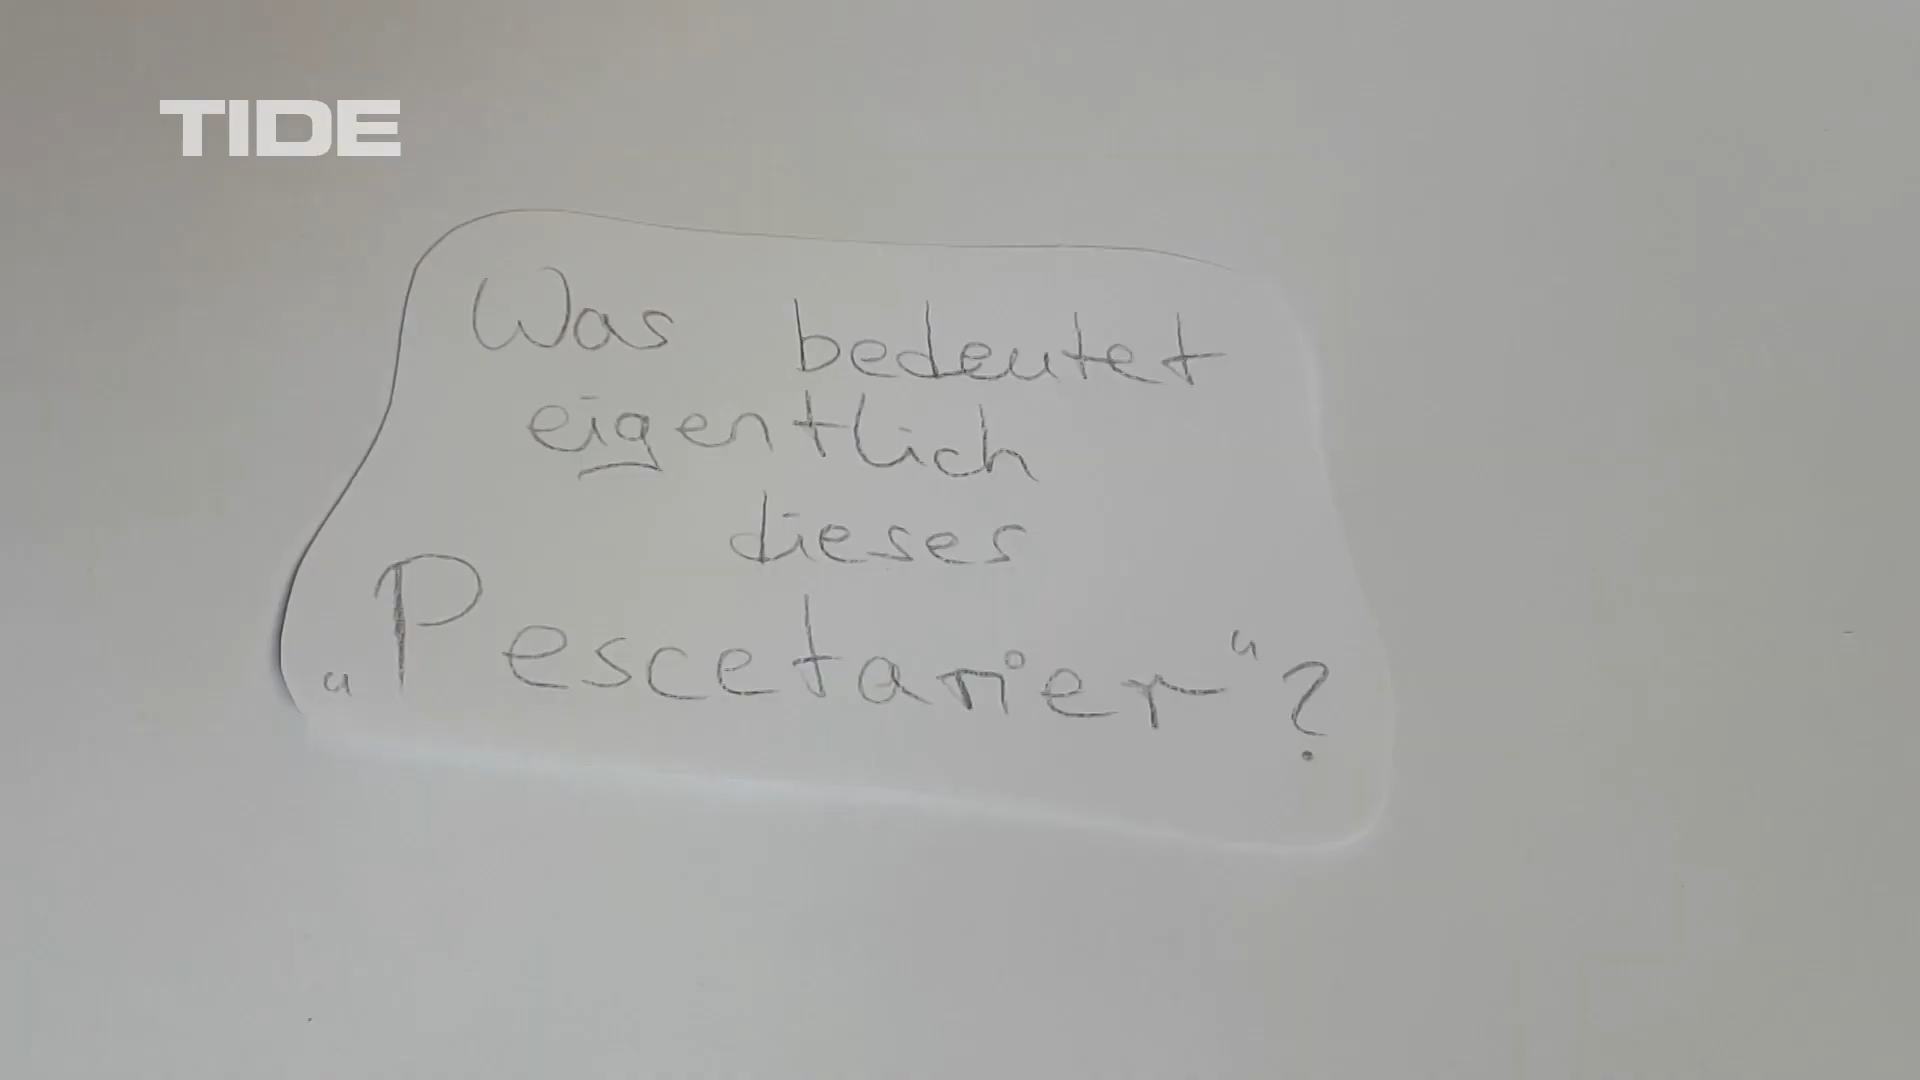 TIDE
Was bedeutet
eigentlich
dieses
„Pescetarier“?